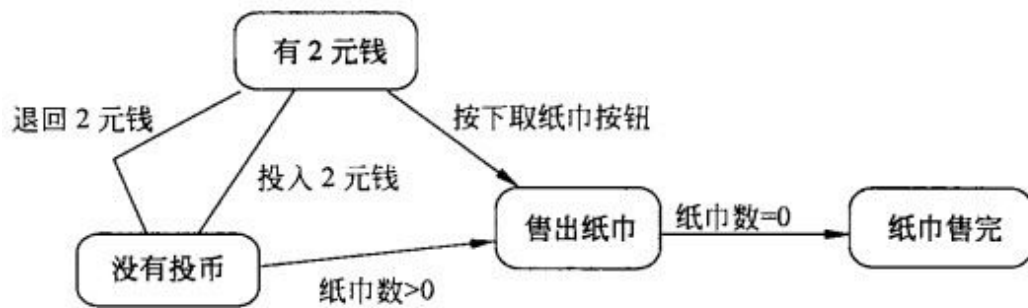 有 2 元钱
退回 2 元钱
按下取纸巾按钮
投入 2 元钱
售出纸巾
纸巾数=0
纸巾售完
没有投币
纸巾数>0